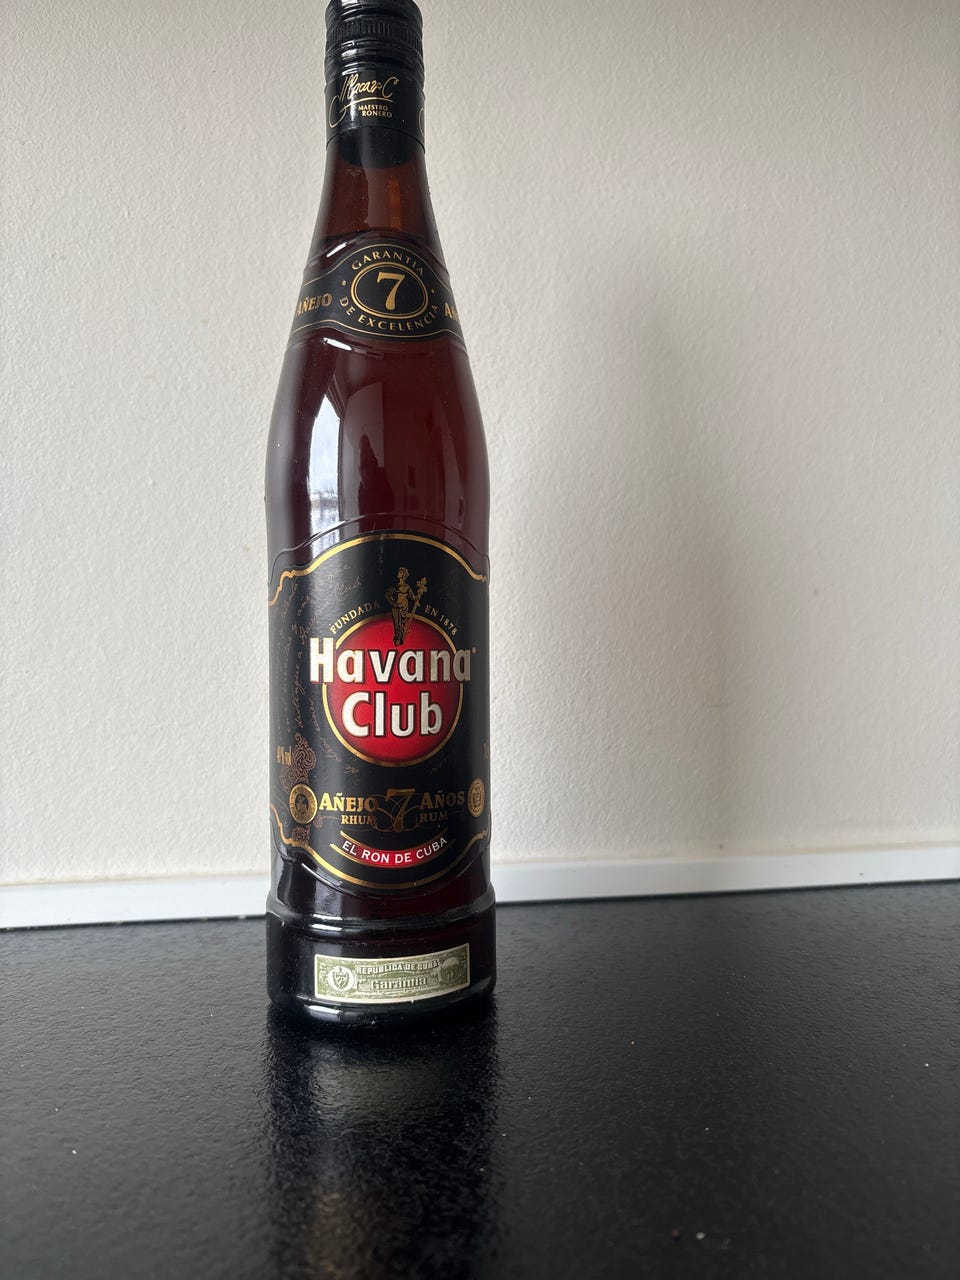 MAESTRO
RONERO
GARANTIA
AÑEJO 7
DE EXCELENCIA
FUNDADA EN 1878
Havana
Club
AÑEJO 7 AÑOS
RHUM RUM
EL RON DE CUBA
REPUBLICA DE CUBA
Garantia